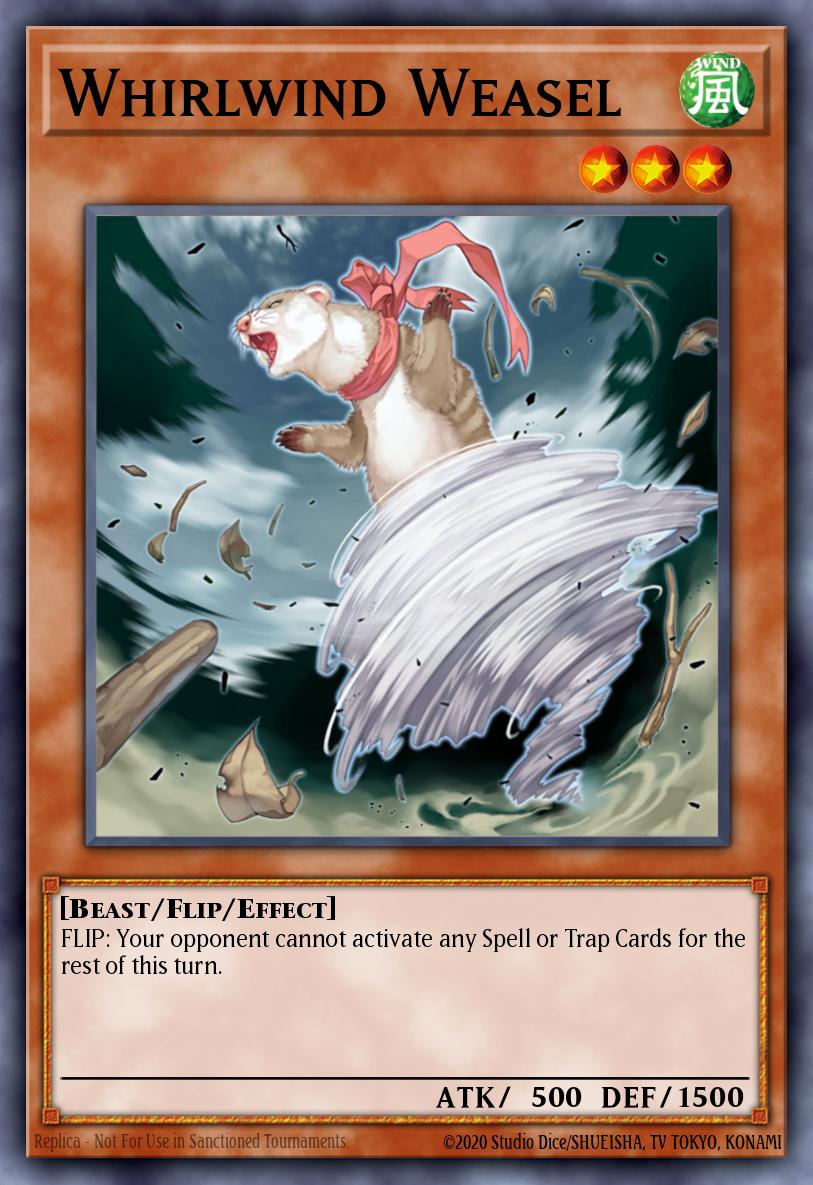 Whirlwind Weasel
WIND
風
[Beast/Flip/Effect]
FLIP: Your opponent cannot activate any Spell or Trap Cards for the
rest of this turn.
ATK/ 500 DEF/1500
Replica - Not For Use in Sanctioned Tournaments.
©2020 Studio Dice/SHUEISHA, TV TOKYO, KONAMI